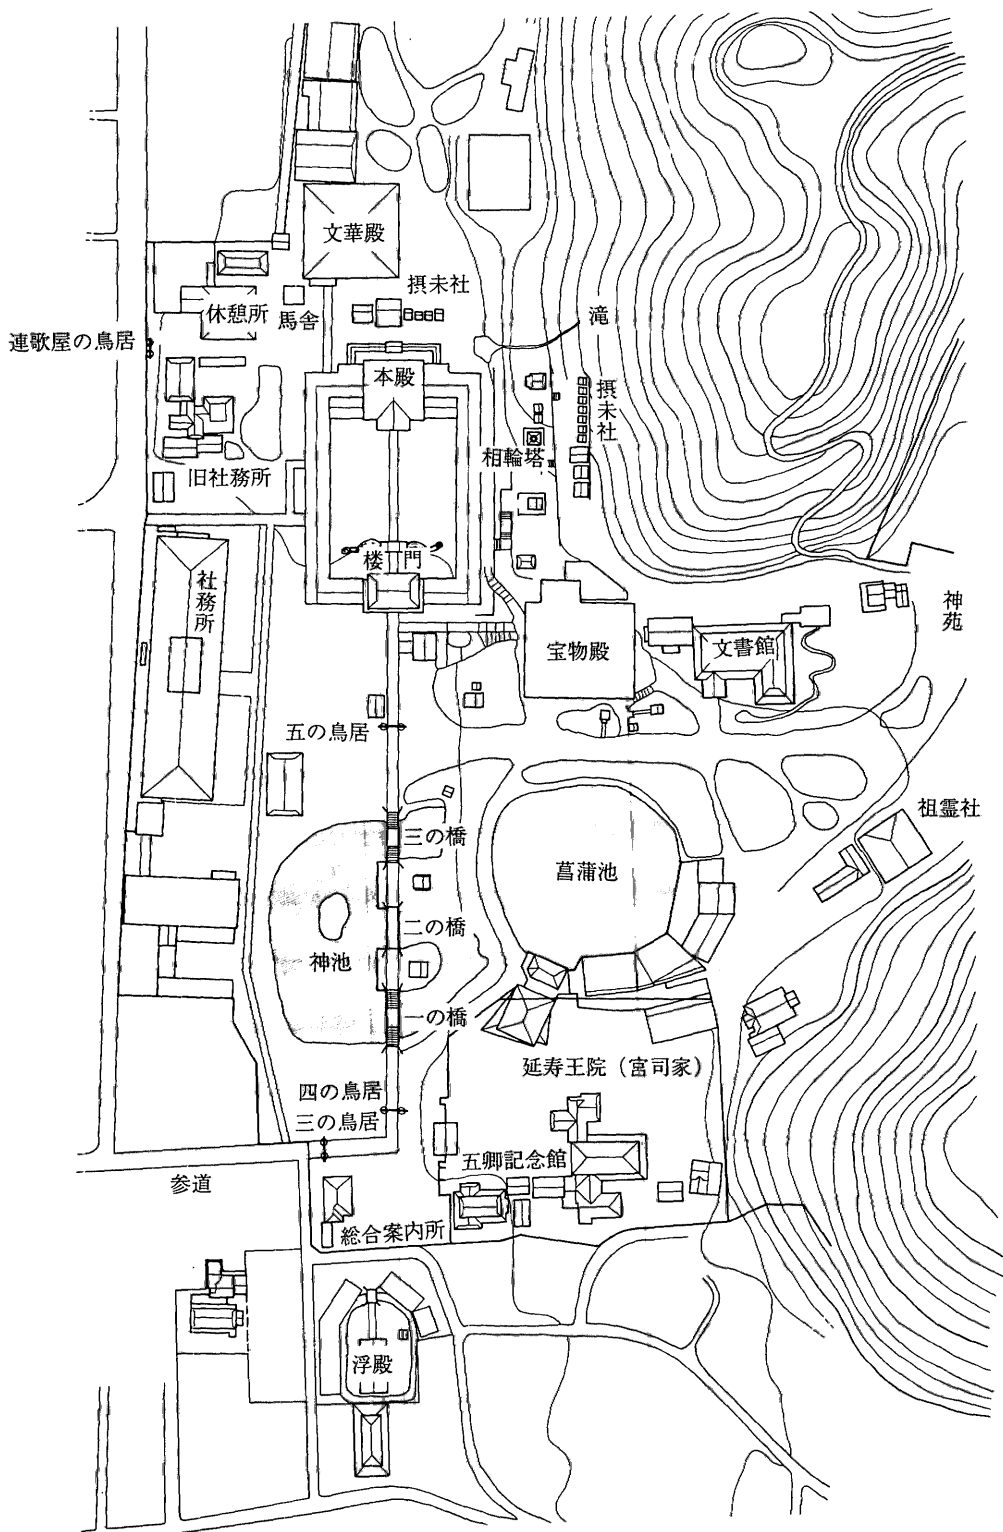 文華殿
摂末社
休憩所
馬舎
滝
連歌屋の鳥居
本殿
摂末社
相輪塔
旧社務所
楼門
社務所
神苑
宝物殿
文書館
五の鳥居
祖霊社
三の橋
菖蒲池
二の橋
神池
一の橋
延寿王院（宮司家）
四の鳥居
三の鳥居
五卿記念館
参道
総合案内所
浮殿